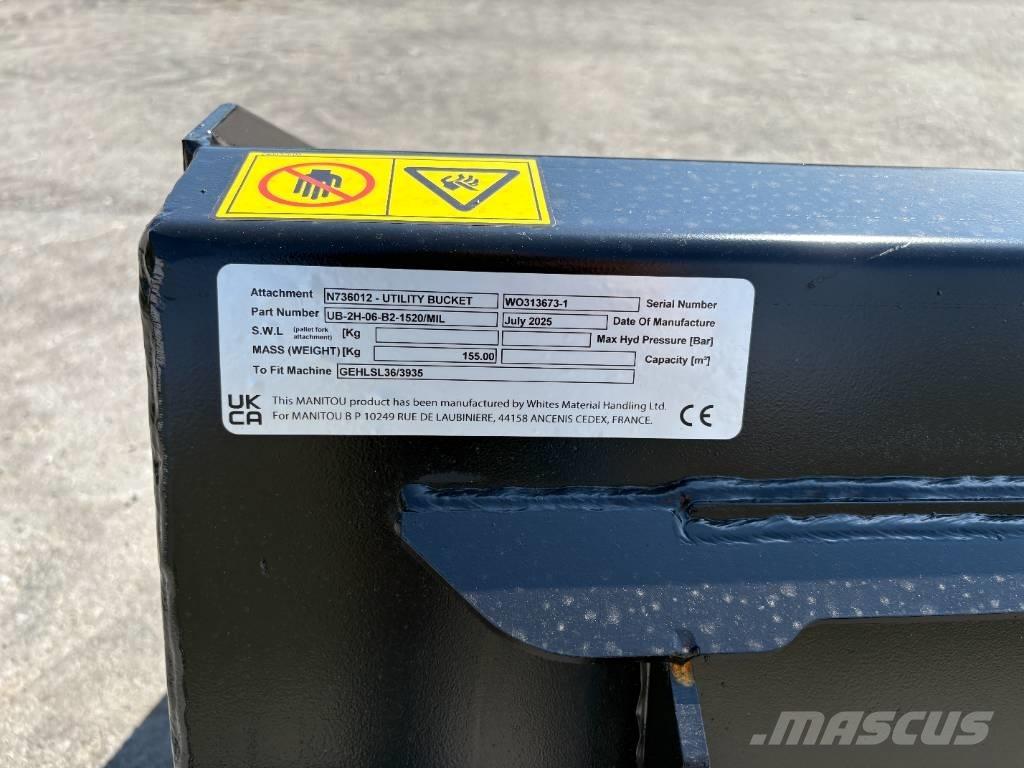 Attachment N736012 - UTILITY BUCKET WO313673-1 Serial Number
Part Number UB-2H-06-B2-1520/MIL July 2025 Date Of Manufacture
S.W.L (pallet fork attachment) [Kg Max Hyd Pressure [Bar]
MASS (WEIGHT) [Kg 155.00 Capacity [m³]
To Fit Machine GEHLSL36/3935
UK
CA
This MANITOU product has been manufactured by Whites Material Handling Ltd.
For MANITOU B P 10249 RUE DE LAUBINIERE, 44158 ANCENIS CEDEX, FRANCE.
CE
MASCUS